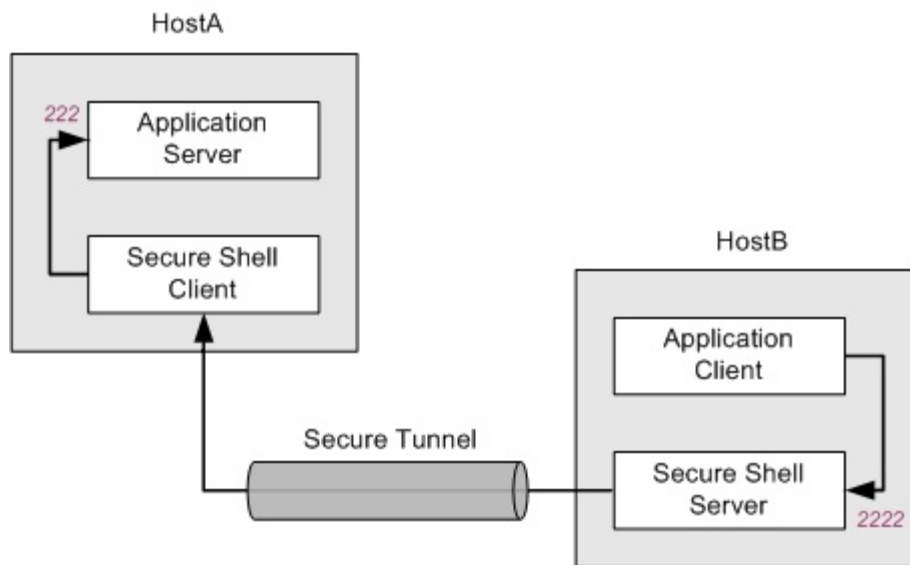 HostA
222
Application
Server
Secure Shell
Client
HostB
Application
Client
Secure Tunnel
Secure Shell
Server
2222